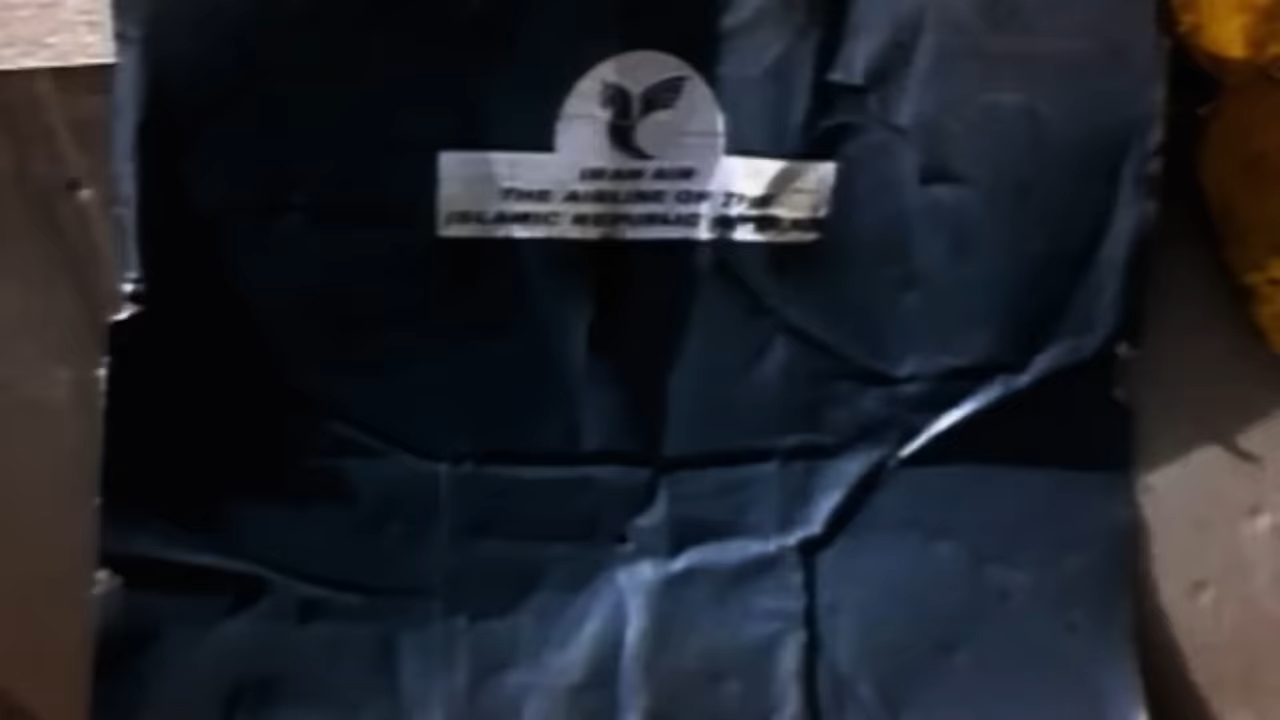 IRAN AIR
THE AIRLINE OF THE
ISLAMIC REPUBLIC